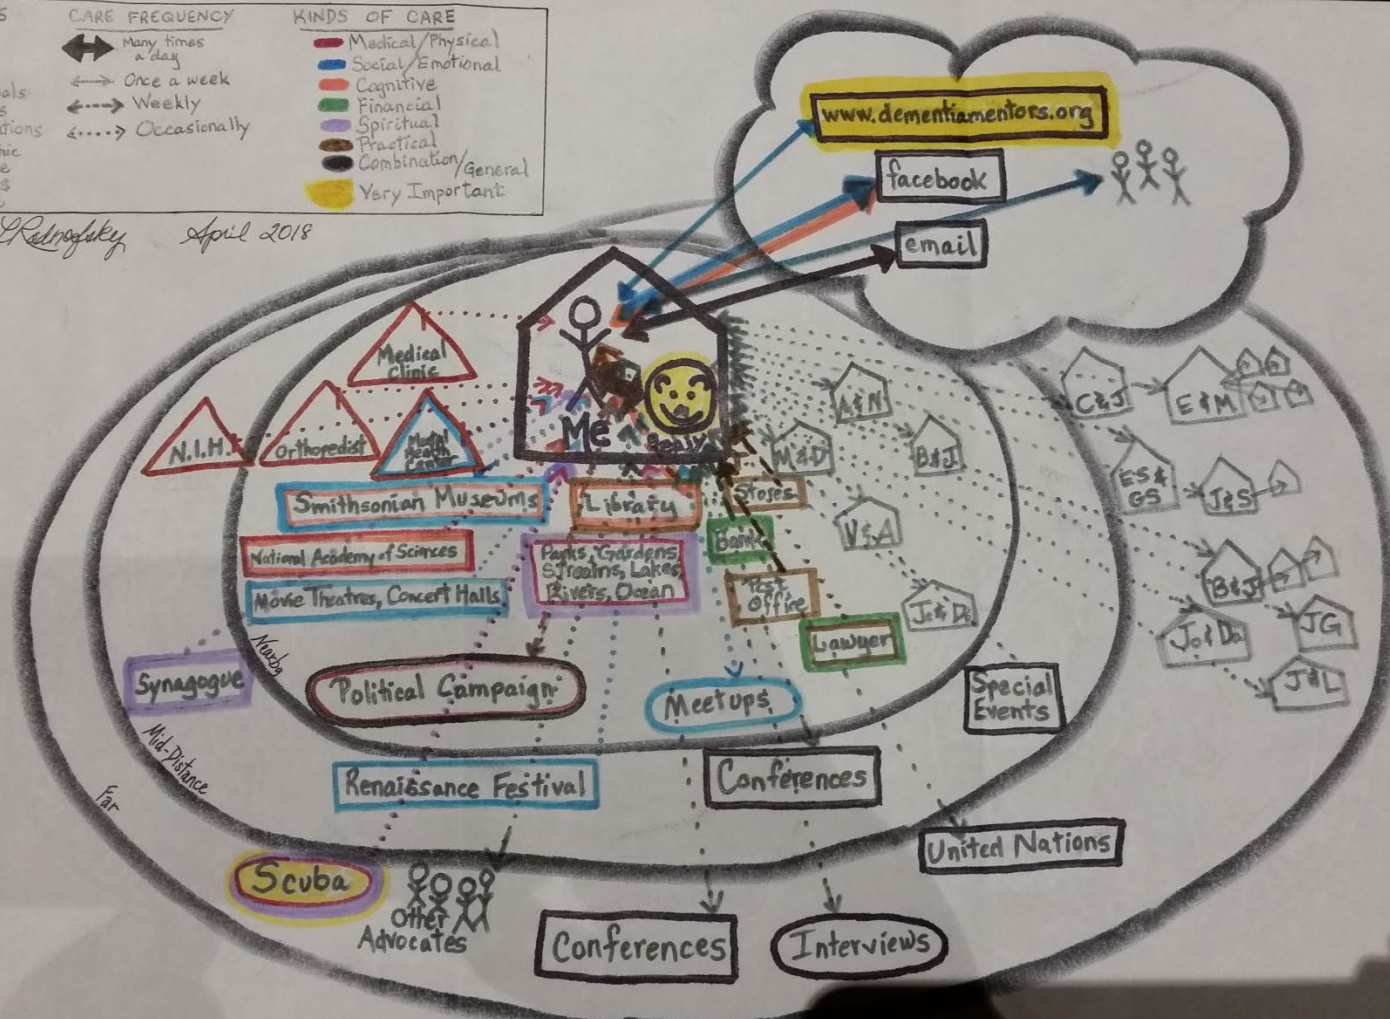 CARE FREQUENCY
Many times
a day
Once a week
Weekly
Occasionally
KINDS OF CARE
Medical/Physical
Social/Emotional
Cognitive
Financial
Spiritual
Practical
Combination/General
Very Important
April 2018
www.dementiamentors.org
facebook
email
Medical
Clinic
N.I.H.
Orthopedist
Mental
Health
Center
Me
A&N
M&D
B&J
V&A
C&J
E&M
ES&
GS
J&S
B&J
Jo&Da
JG
J&L
Smithsonian Museums
Library
Stores
National Academy of Sciences
Parks, Gardens,
Streams, Lakes,
Rivers, Ocean
Bank
Movie Theatres, Concert Halls
Post
Office
Lawyer
Nearby
Synagogue
Political Campaign
Meetups
Special
Events
Mid-Distance
Renaissance Festival
Conferences
Far
United Nations
Scuba
Other
Advocates
Conferences
Interviews